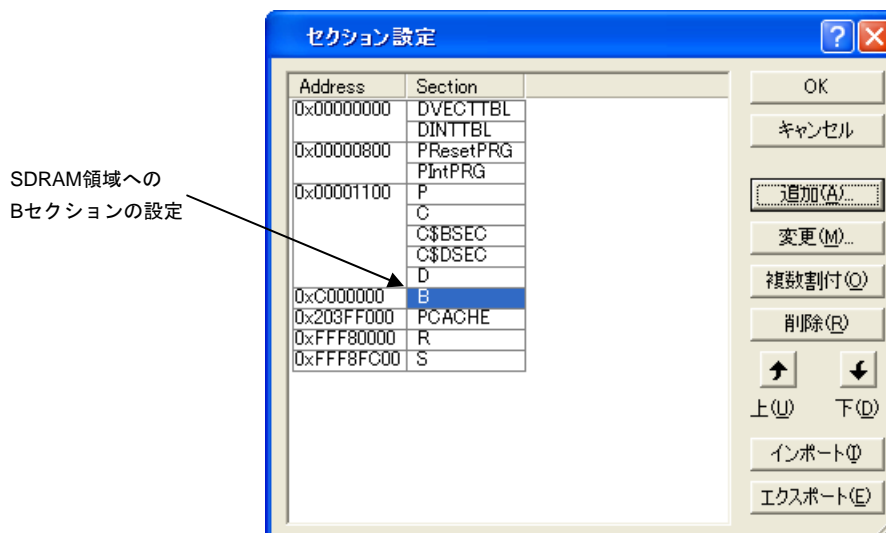 セクション設定
Address Section
0x00000000 DVECTTBL
DINTTBL
0x00000800 PResetPRG
PIntPRG
0x00001100 P
C
C$BSEC
C$DSEC
D
0xC000000 B
0x203FF000 PCACHE
0xFFF80000 R
0xFFF8FC00 S
SDRAM領域への
Bセクションの設定
OK
キャンセル
追加(A)...
変更(M)...
複数割付(O)
削除(R)
上(U) 下(D)
インポート(I)
エクスポート(E)